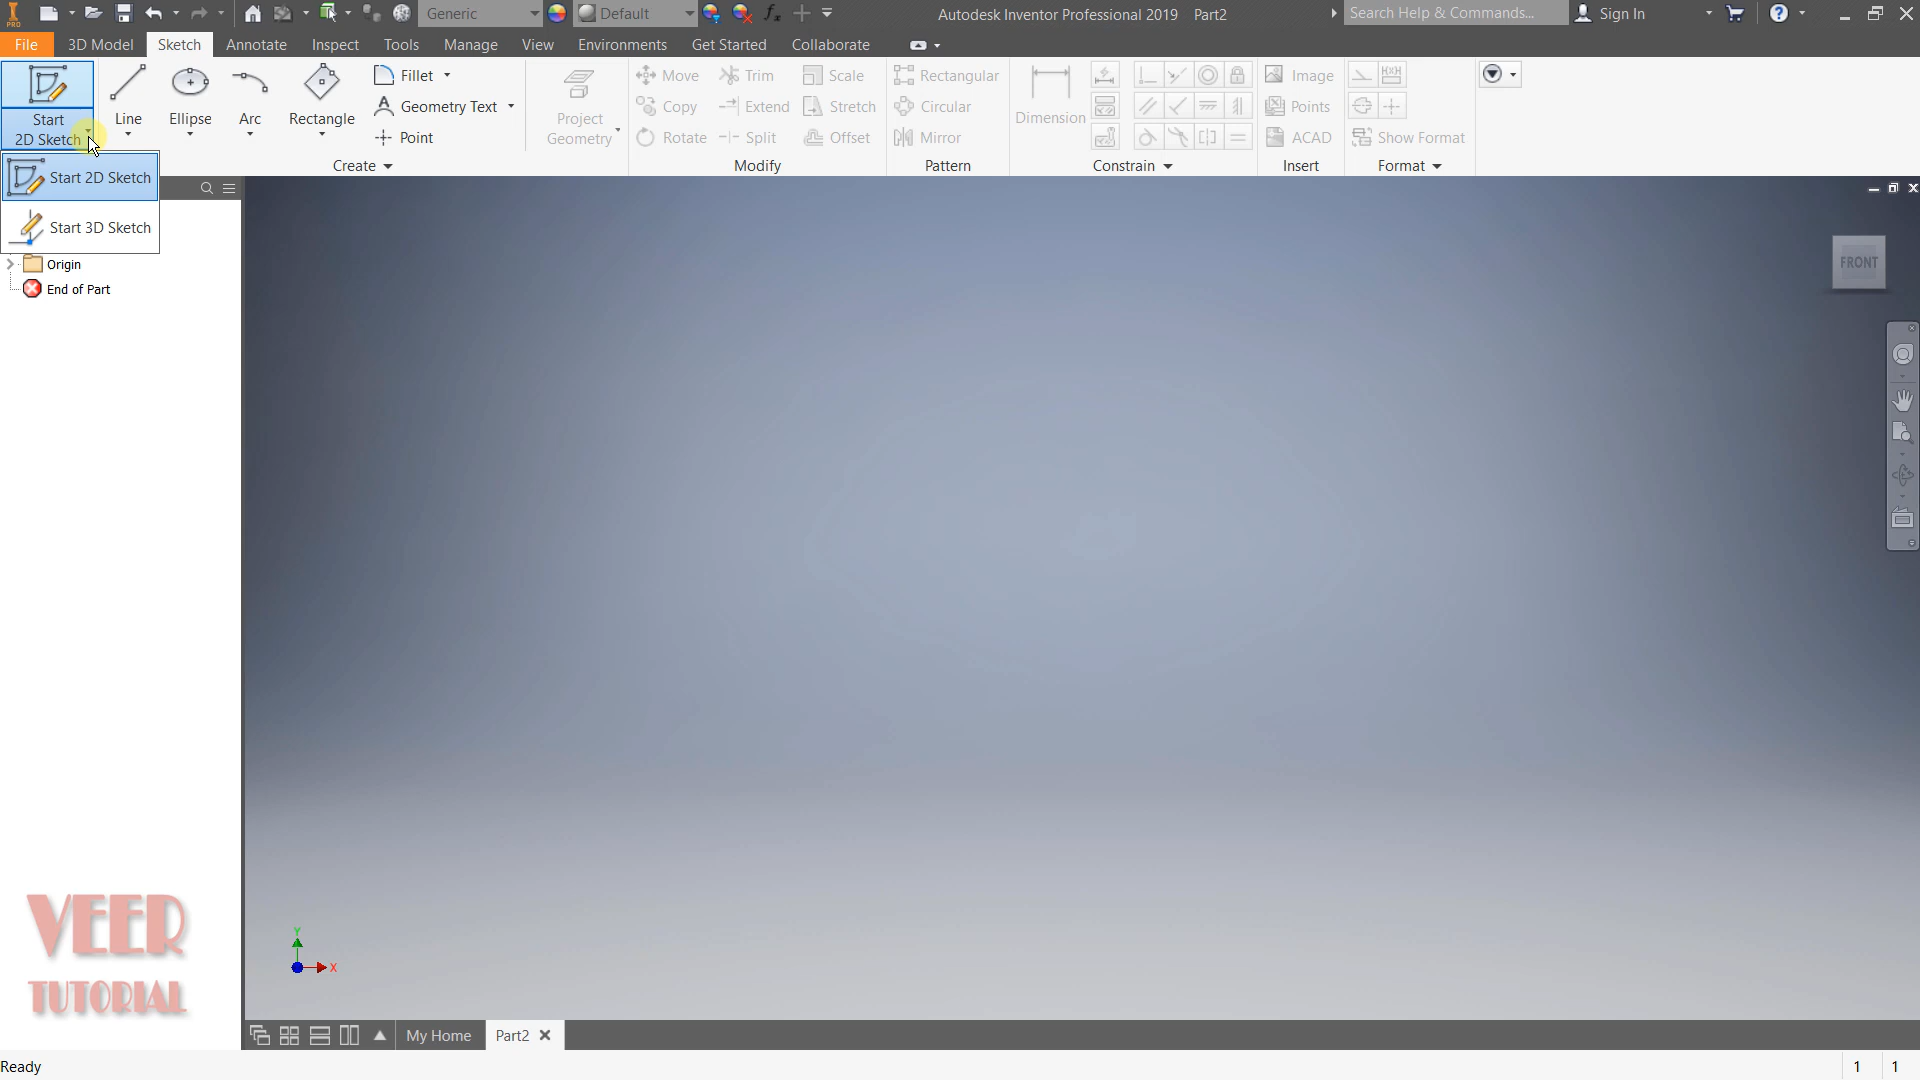 PRO
Generic
Default
fx
Autodesk Inventor Professional 2019 Part2
Search Help & Commands...
Sign In
File
3D Model
Sketch
Annotate
Inspect
Tools
Manage
View
Environments
Get Started
Collaborate
Start
2D Sketch
Line
Ellipse
Arc
Rectangle
Fillet
Geometry Text
Point
Project
Geometry
Move
Copy
Rotate
Trim
Extend
Split
Scale
Stretch
Offset
Rectangular
Circular
Mirror
Dimension
Image
Points
ACAD
Show Format
Create
Modify
Pattern
Constrain
Insert
Format
Start 2D Sketch
Start 3D Sketch
Origin
End of Part
FRONT
VEER
TUTORIAL
Y
X
My Home
Part2
Ready
1
1